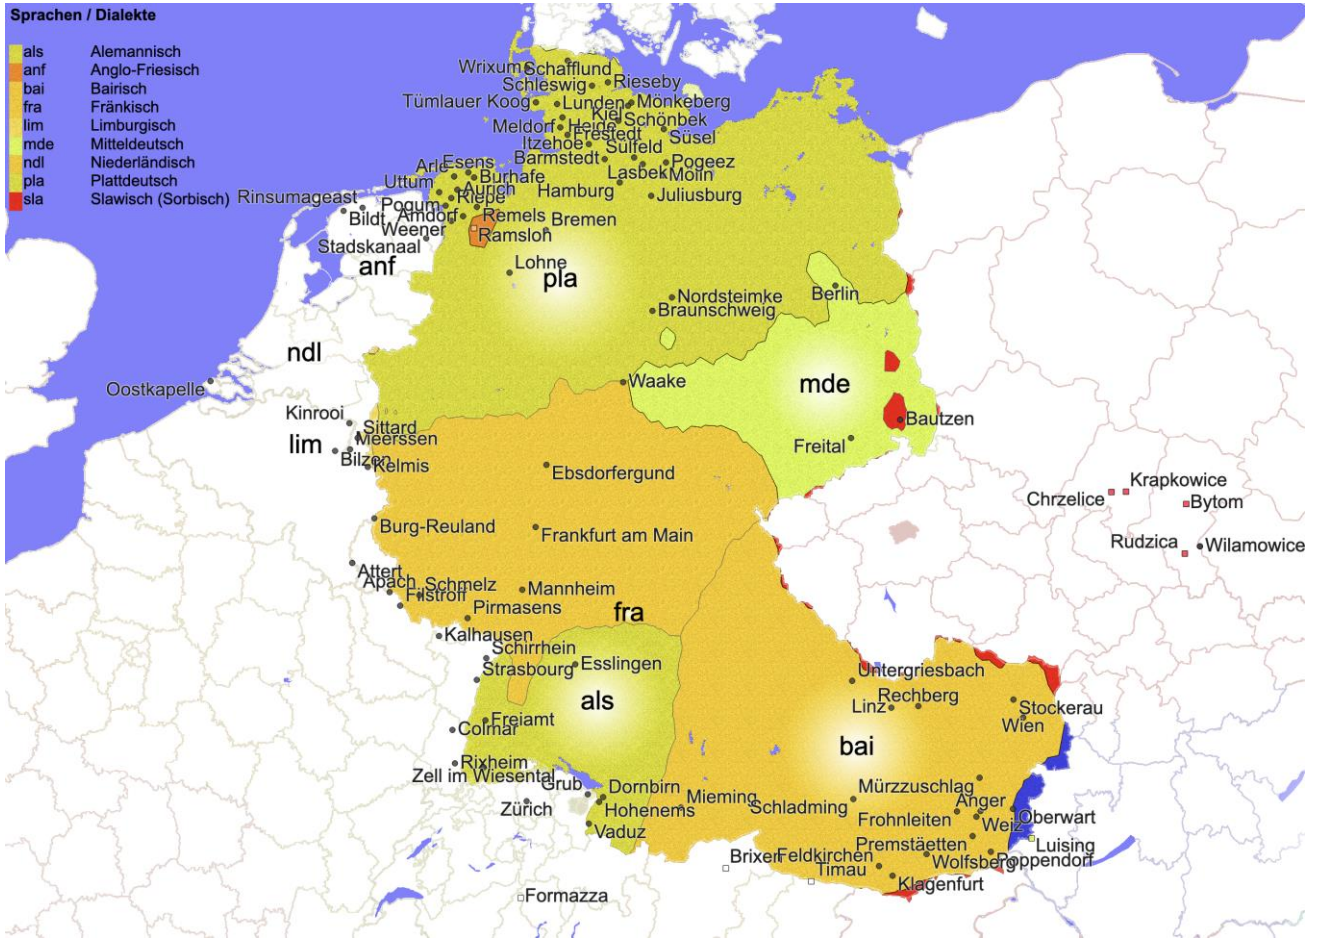 Sprachen / Dialekte
als Alemannisch
anf Anglo-Friesisch
bai Bairisch
fra Fränkisch
lim Limburgisch
mde Mitteldeutsch
ndl Niederländisch
pla Plattdeutsch
sla Slawisch (Sorbisch)
Wrixum
Schafflund
Schleswig
Rieseby
Tümlauer Koog
Lunden
Mönkeberg
Kiel
Schönbek
Meldorf
Heide
Frestedt
Süsel
Itzehoe
Sülfeld
Barmstedt
Lasbek
Pogeez
Mölln
Arle
Esens
Burhafe
Uttum
Aurich
Hamburg
Juliusburg
Rinsumageast
Bildt
Pogum
Riepe
Amdorf
Remels
Bremen
Weener
Ramsloh
Stadskanaal
anf
Lohne
pla
Berlin
Nordsteimke
Braunschweig
ndl
Oostkapelle
Waake
mde
Kinrooi
Sittard
Meerssen
lim
Bilzen
Kelmis
Bautzen
Freital
Ebsdorfergund
Krapkowice
Chrzelice
Bytom
Burg-Reuland
Frankfurt am Main
Rudzica
Wilamowice
Attert
Apach
Schmelz
Filstroff
Mannheim
Pirmasens
fra
Kalhausen
Schirrhein
Strasbourg
Esslingen
Untergriesbach
Rechberg
Linz
Stockerau
Wien
als
Freiamt
Colmar
bai
Rixheim
Zell im Wiesental
Grub
Dornbirn
Zürich
Hohenems
Mieming
Vaduz
Mürzzuschlag
Schladming
Anger
Frohnleiten
Weiz
Oberwart
Premstäetten
Luising
Brixen
Feldkirchen
Wolfsberg
Poppendorf
Timau
Klagenfurt
Formazza